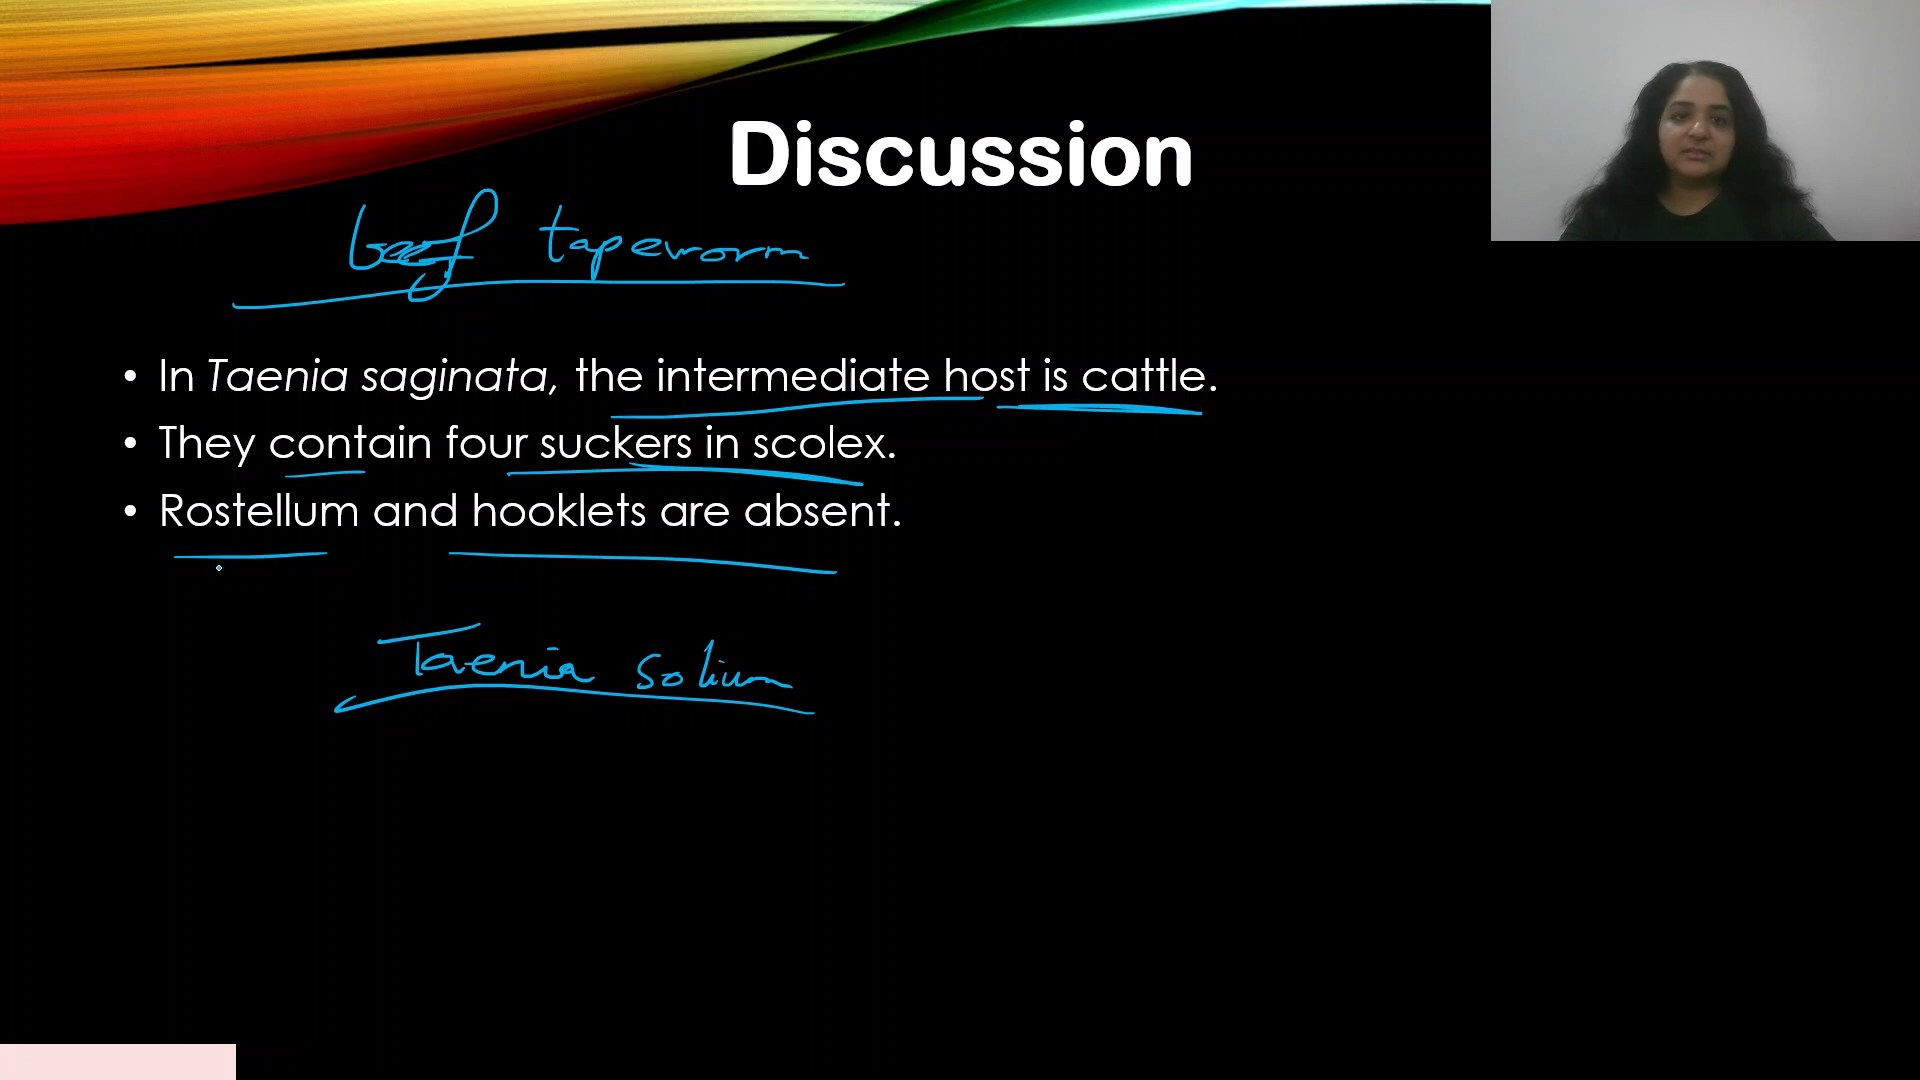 Discussion
beef tapeworm
• In Taenia saginata, the intermediate host is cattle.
• They contain four suckers in scolex.
• Rostellum and hooklets are absent.
Taenia solium